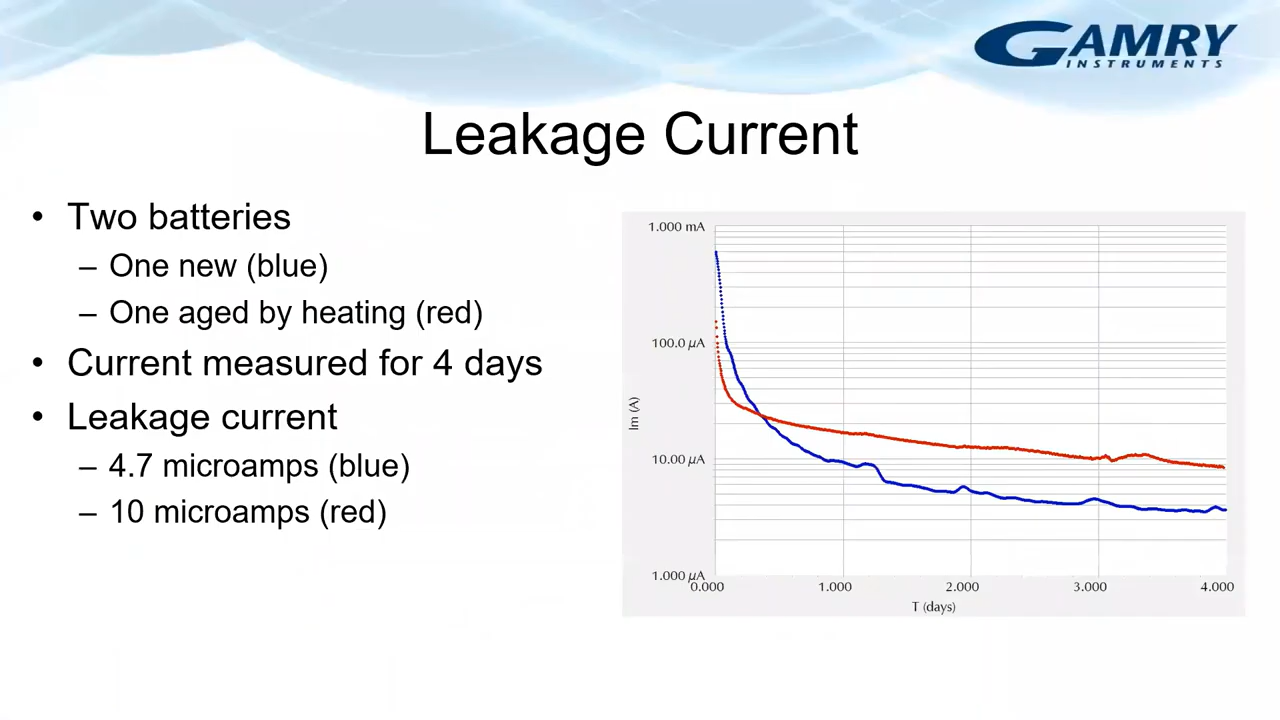 GAMRY
INSTRUMENTS
Leakage Current
• Two batteries
– One new (blue)
– One aged by heating (red)
• Current measured for 4 days
• Leakage current
– 4.7 microamps (blue)
– 10 microamps (red)
1.000 mA
100.0 µA
10.00 µA
1.000 µA
Im (A)
0.000 1.000 2.000 3.000 4.000
T (days)